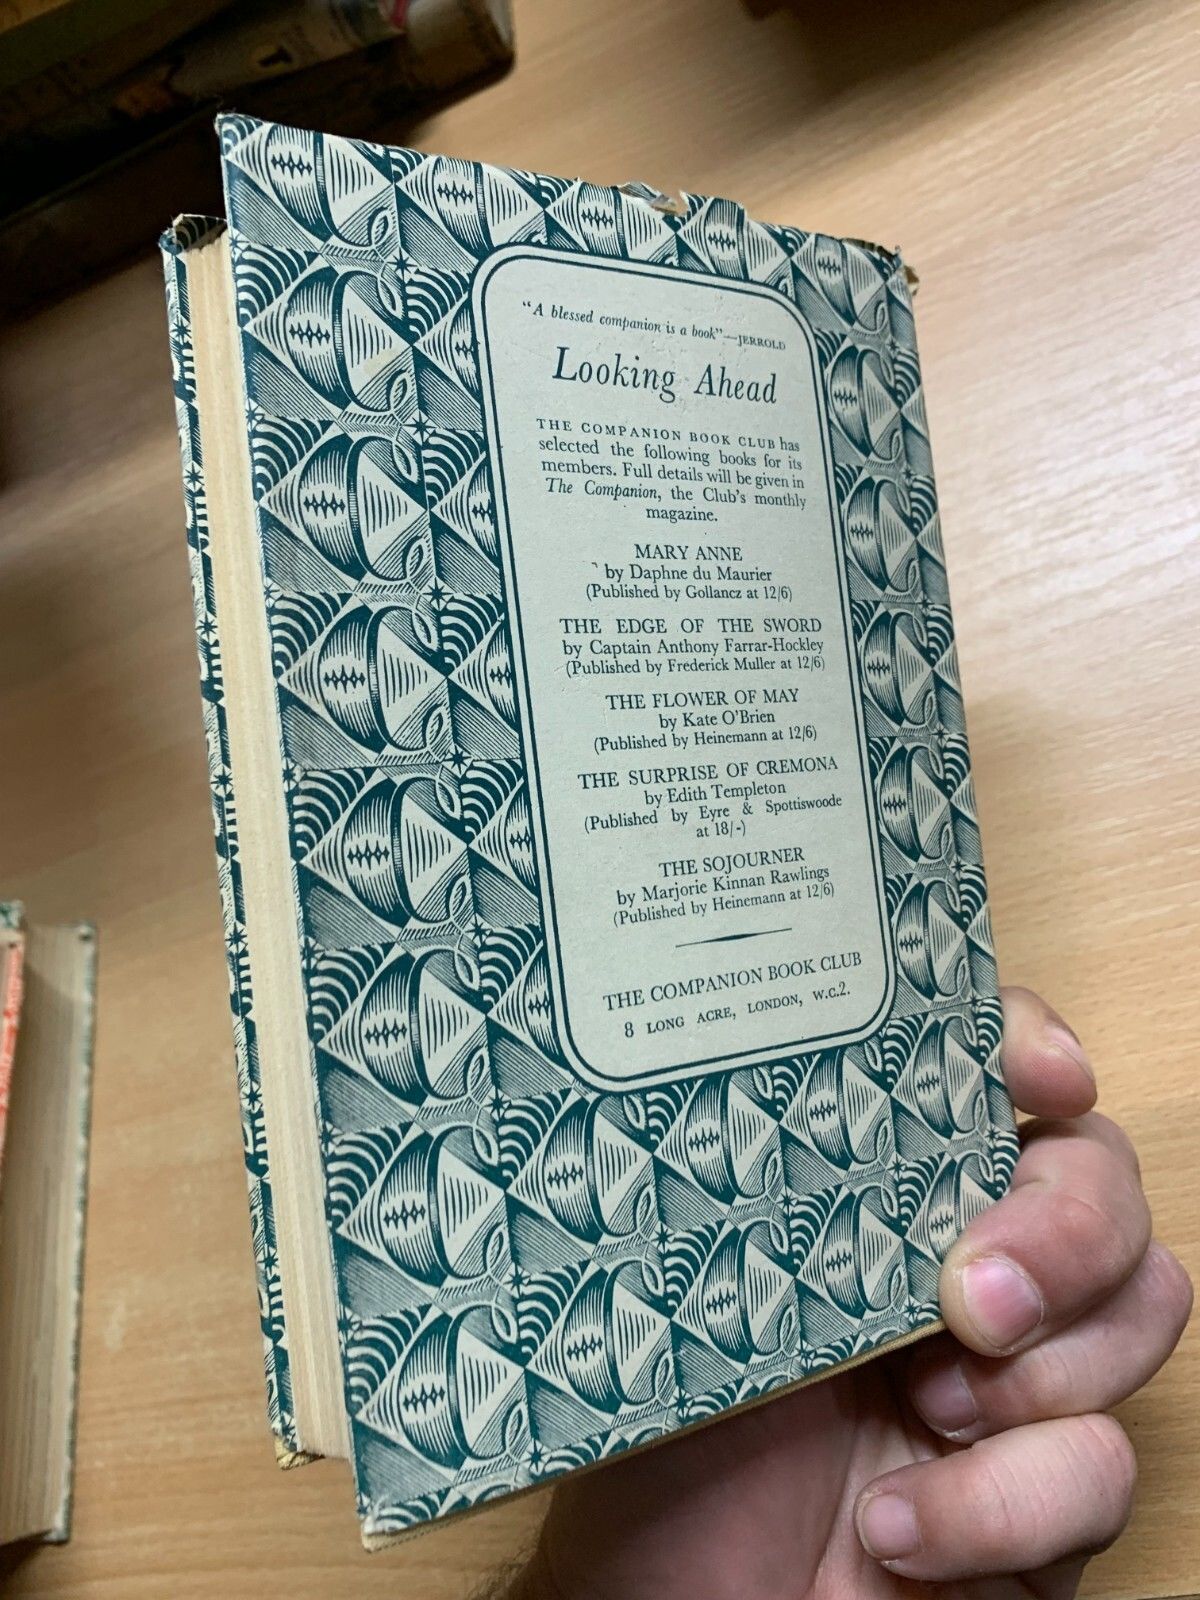 "A blessed companion is a book"—JERROLD
Looking Ahead
THE COMPANION BOOK CLUB has
selected the following books for its
members. Full details will be given in
The Companion, the Club's monthly
magazine.
MARY ANNE
by Daphne du Maurier
(Published by Gollancz at 12/6)
THE EDGE OF THE SWORD
by Captain Anthony Farrar-Hockley
(Published by Frederick Muller at 12/6)
THE FLOWER OF MAY
by Kate O'Brien
(Published by Heinemann at 12/6)
THE SURPRISE OF CREMONA
by Edith Templeton
(Published by Eyre & Spottiswoode
at 18/-)
THE SOJOURNER
by Marjorie Kinnan Rawlings
(Published by Heinemann at 12/6)
THE COMPANION BOOK CLUB
8 LONG ACRE, LONDON, W.C.2.